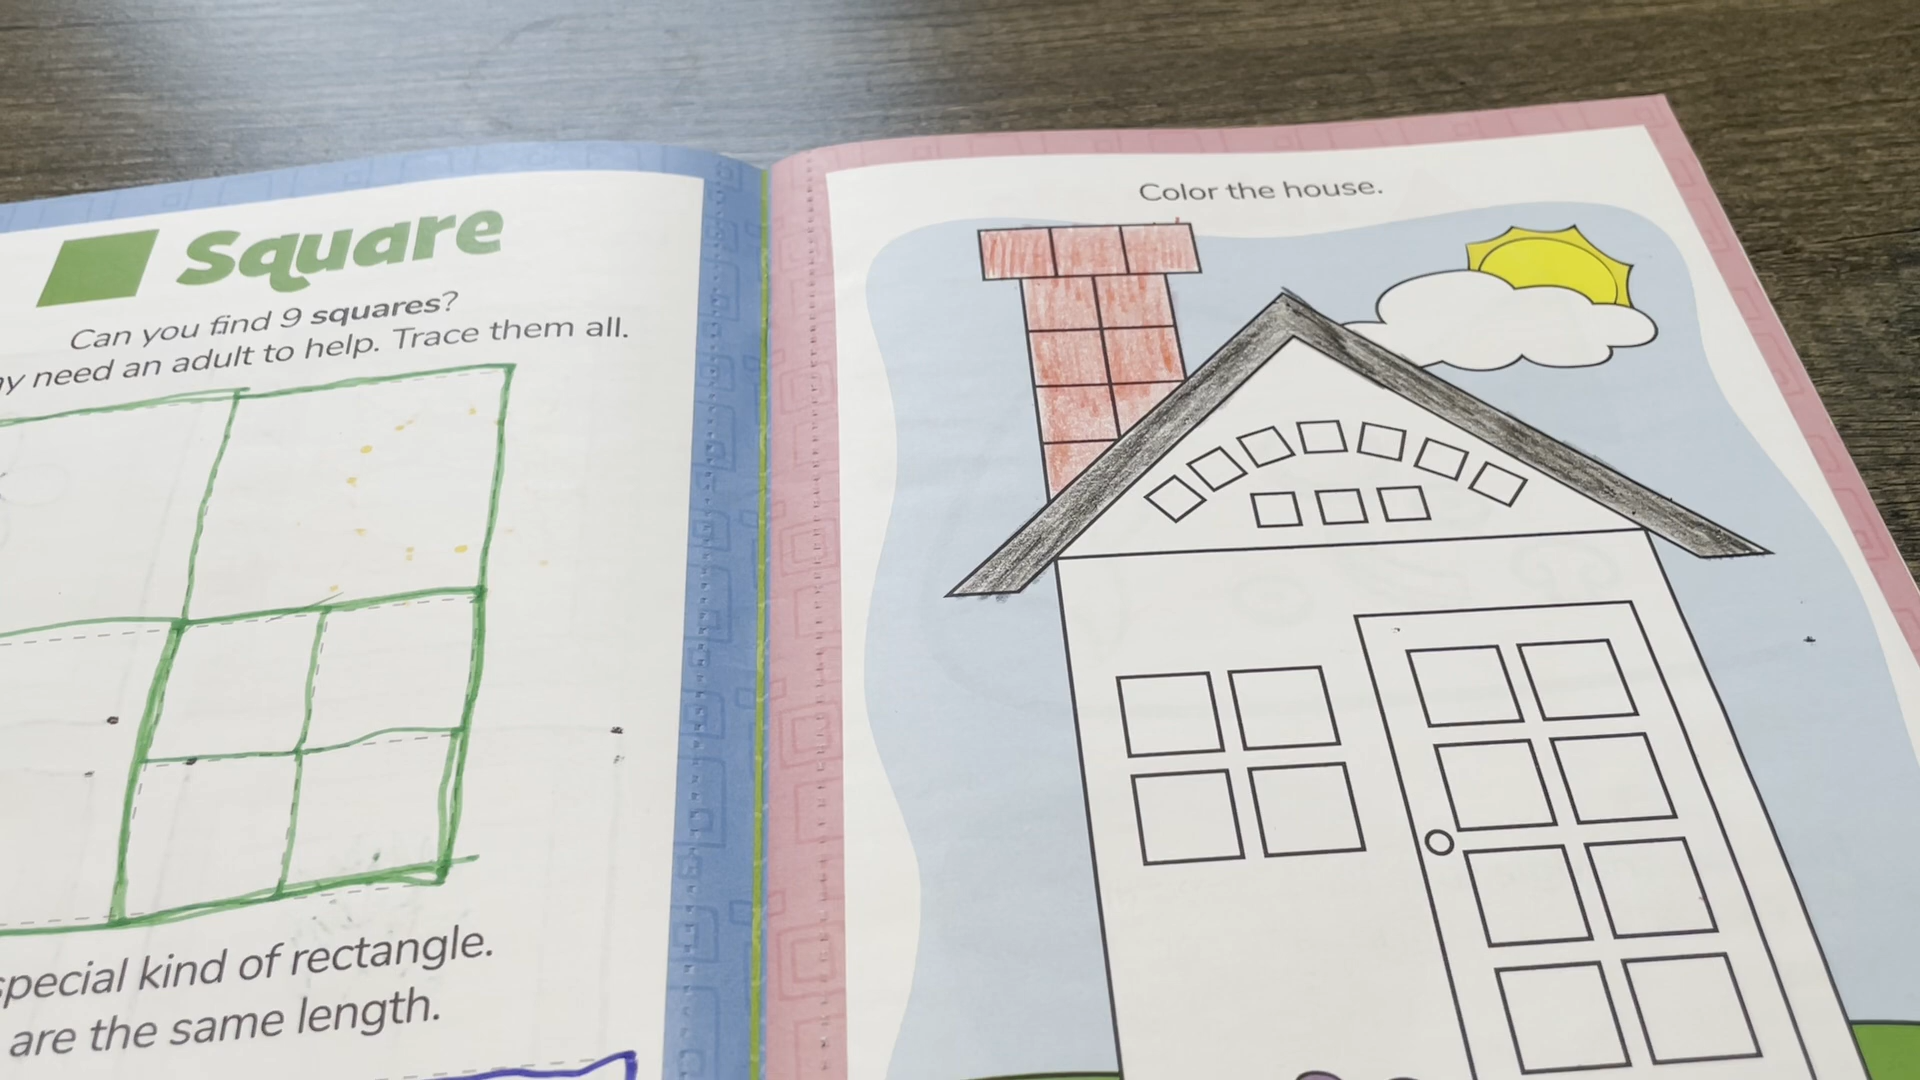 Square
Can you find 9 squares?
need an adult to help. Trace them all.
special kind of rectangle.
are the same length.
Color the house.